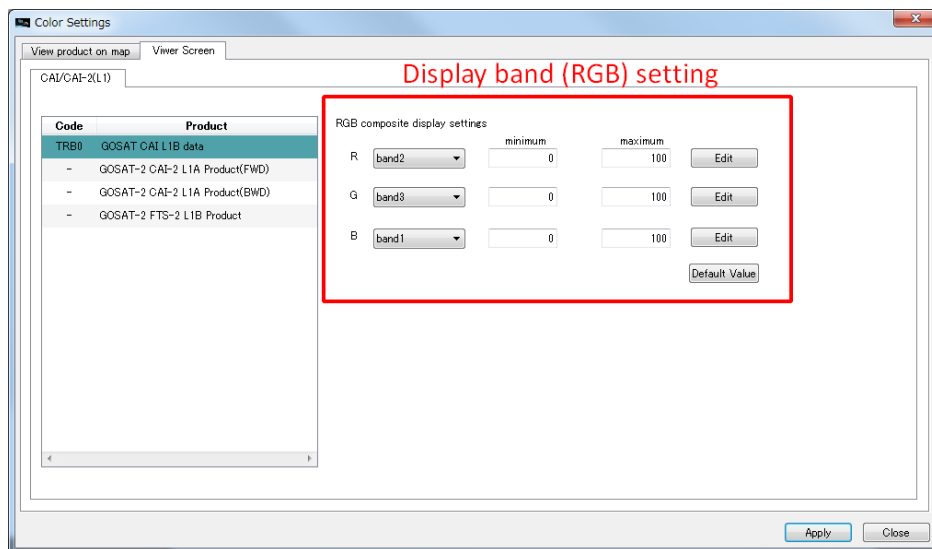 Color Settings
View product on map
Viwer Screen
CAI/CAI-2(L1)
Display band (RGB) setting
Code Product
TRB0 GOSAT CAI L1B data
- GOSAT-2 CAI-2 L1A Product(FWD)
- GOSAT-2 CAI-2 L1A Product(BWD)
- GOSAT-2 FTS-2 L1B Product
RGB composite display settings
minimum maximum
R band2 0 100 Edit
G band3 0 100 Edit
B band1 0 100 Edit
Default Value
Apply Close